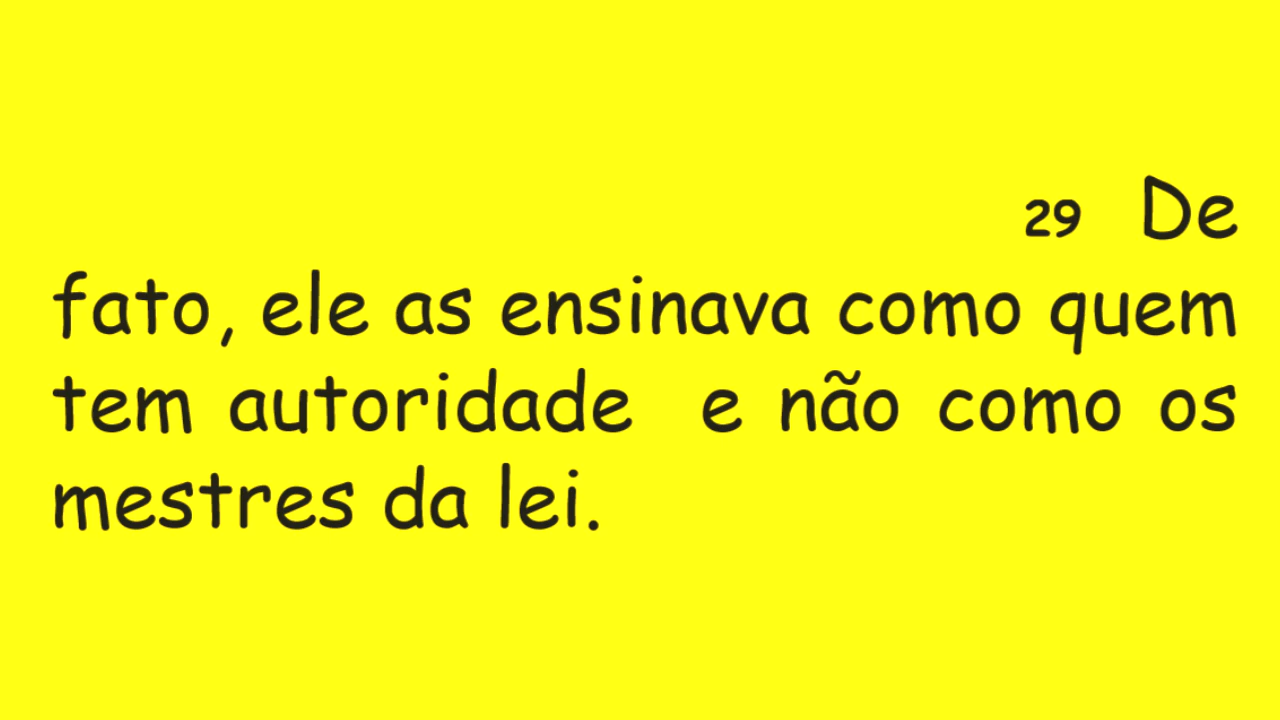 29 De
fato, ele as ensinava como quem
tem autoridade e não como os
mestres da lei.